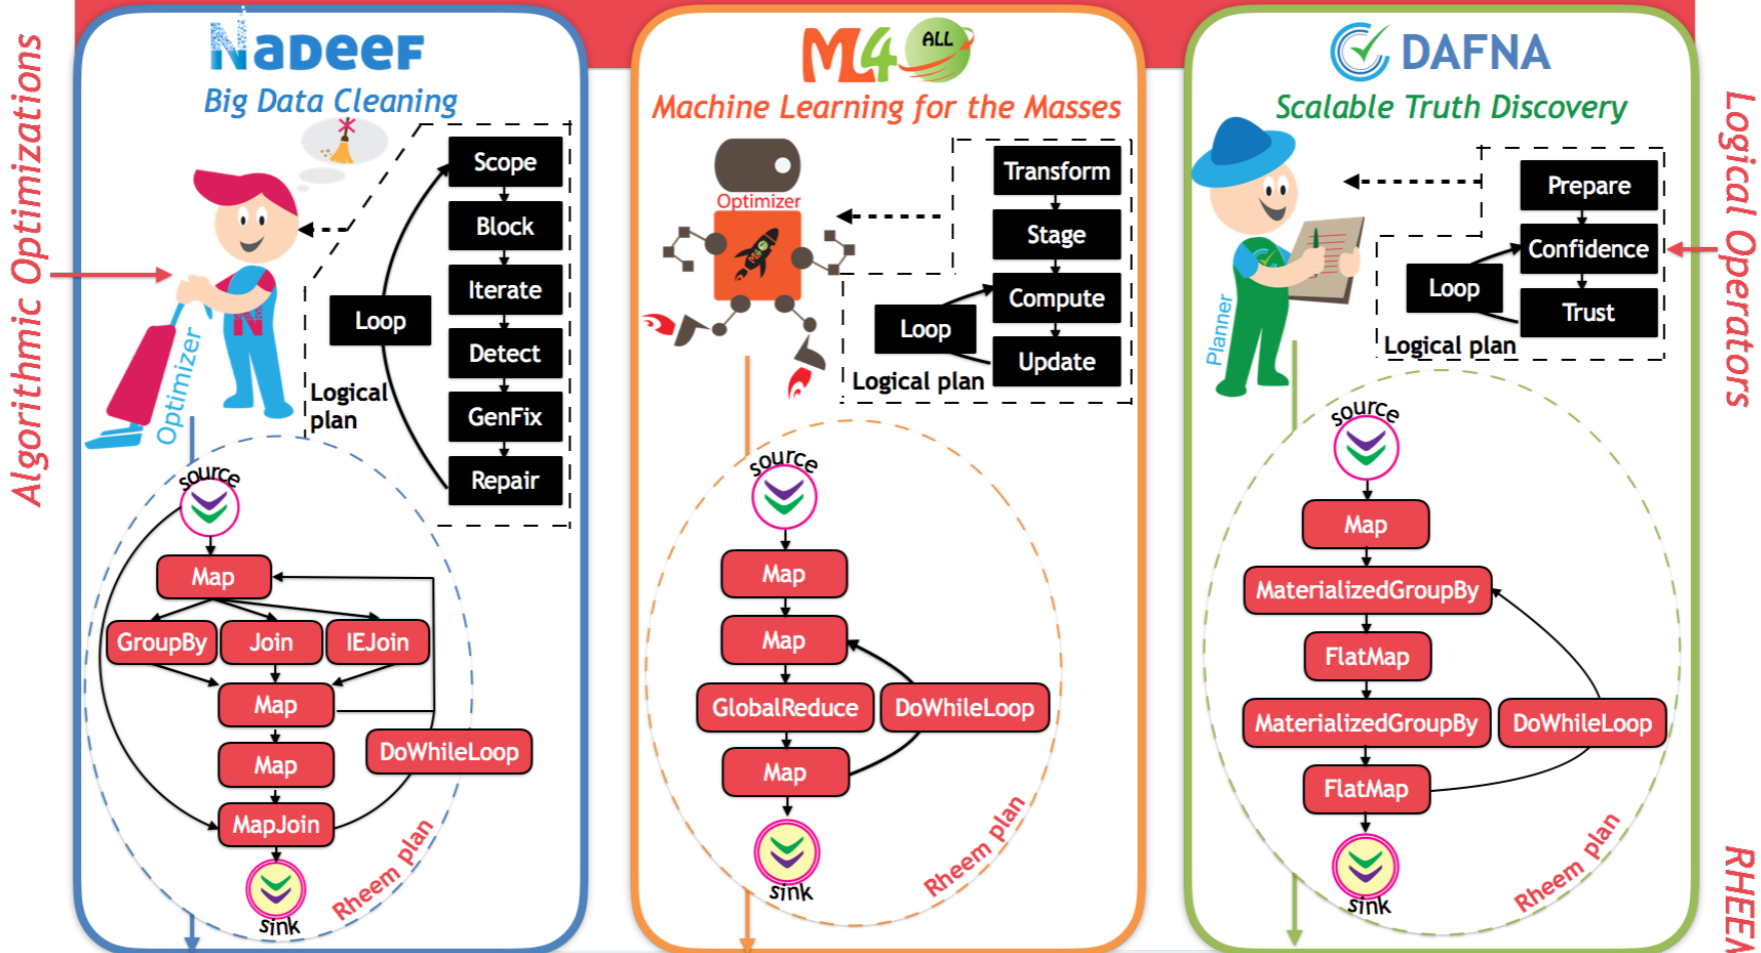 Algorithmic Optimizations
NADEEF
Big Data Cleaning
Scope
Block
Iterate
Detect
GenFix
Repair
Loop
Logical
plan
Optimizer
N
source
Map
GroupBy
Join
IEJoin
Map
Map
DoWhileLoop
MapJoin
sink
Rheem plan
ML4
ALL
Machine Learning for the Masses
Optimizer
ML4
Transform
Stage
Compute
Update
Loop
Logical plan
source
Map
Map
GlobalReduce
DoWhileLoop
Map
sink
Rheem plan
DAFNA
Scalable Truth Discovery
Planner
Prepare
Confidence
Trust
Loop
Logical plan
source
Map
MaterializedGroupBy
FlatMap
MaterializedGroupBy
DoWhileLoop
FlatMap
sink
Rheem plan
Logical Operators